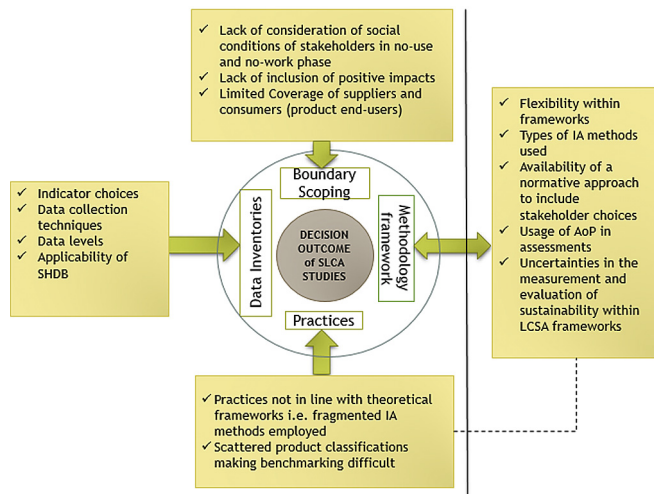 Lack of consideration of social
conditions of stakeholders in no-use
and no-work phase
Lack of inclusion of positive impacts
Limited Coverage of suppliers and
consumers (product end-users)
Indicator choices
Data collection
techniques
Data levels
Applicability of
SHDB
Boundary
Scoping
Data Inventories
DECISION
OUTCOME
of SLCA
STUDIES
Methodology
framework
Practices
Flexibility within
frameworks
Types of IA methods
used
Availability of a
normative approach
to include
stakeholder choices
Usage of AoP in
assessments
Uncertainties in the
measurement and
evaluation of
sustainability within
LCSA frameworks
Practices not in line with theoretical
frameworks i.e. fragmented IA
methods employed
Scattered product classifications
making benchmarking difficult